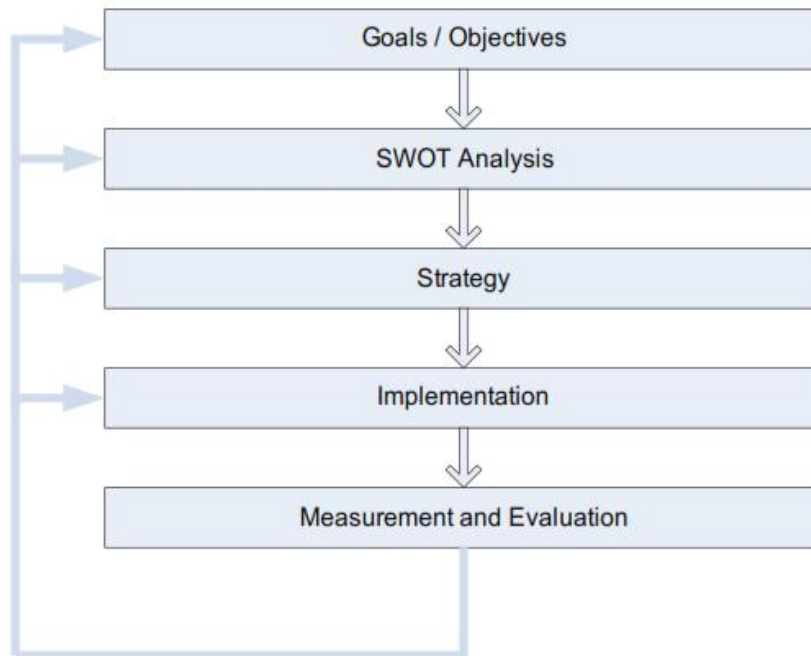 Goals / Objectives
SWOT Analysis
Strategy
Implementation
Measurement and Evaluation